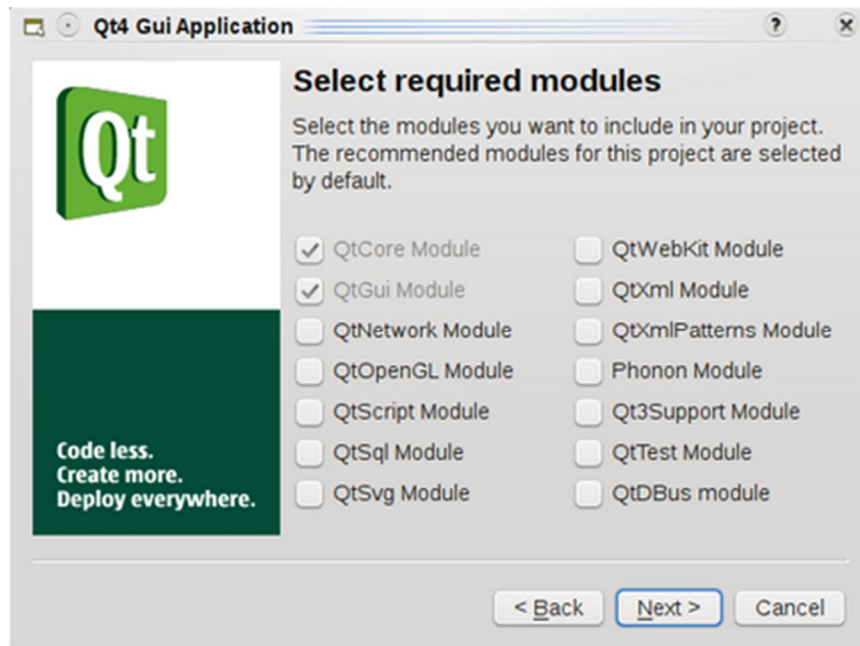 Qt4 Gui Application
?
Qt
Select required modules
Select the modules you want to include in your project.
The recommended modules for this project are selected
by default.
QtCore Module
QtWebKit Module
QtGui Module
QtXml Module
QtNetwork Module
QtXmlPatterns Module
QtOpenGL Module
Phonon Module
QtScript Module
Qt3Support Module
QtSql Module
QtTest Module
QtSvg Module
QtDBus module
Code less.
Create more.
Deploy everywhere.
< Back
Next >
Cancel